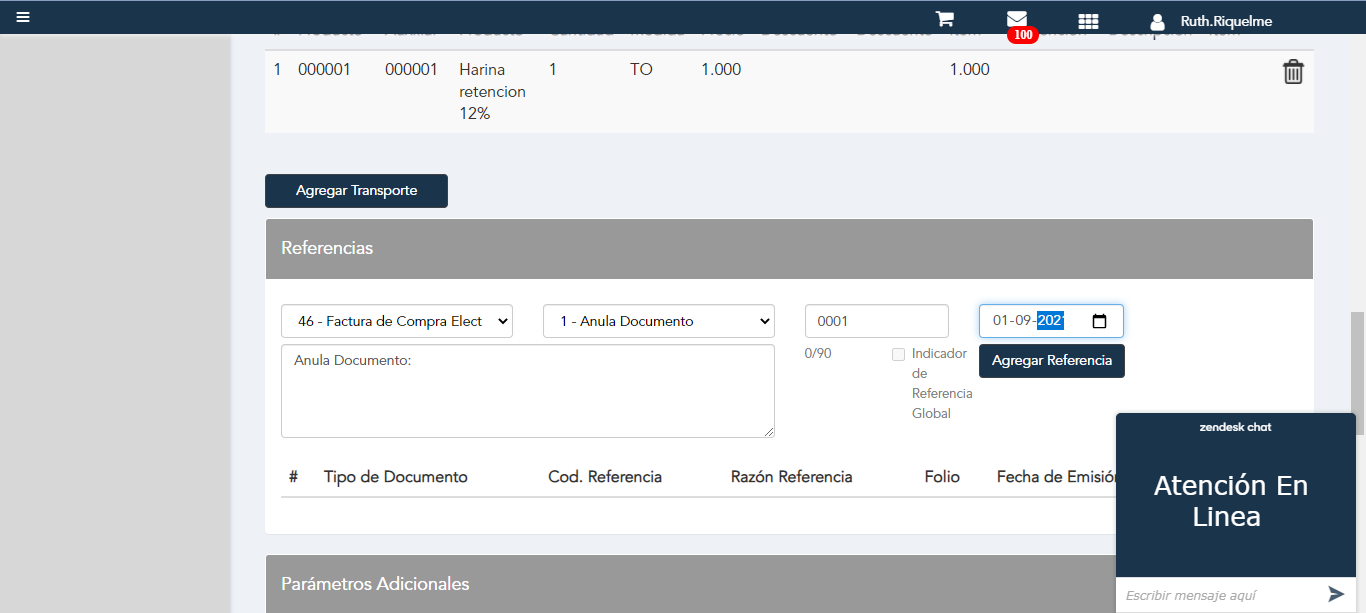 Ruth.Riquelme
100
1 000001 000001 Harina 1 TO 1.000 1.000
retencion
12%
Agregar Transporte
Referencias
46 - Factura de Compra Elect 1 - Anula Documento 0001 01-09-2021
Anula Documento: 0/90 Indicador Agregar Referencia
de
Referencia
Global
zendesk chat
# Tipo de Documento Cod. Referencia Razón Referencia Folio Fecha de Emisión
Atención En
Linea
Parámetros Adicionales
Escribir mensaje aquí